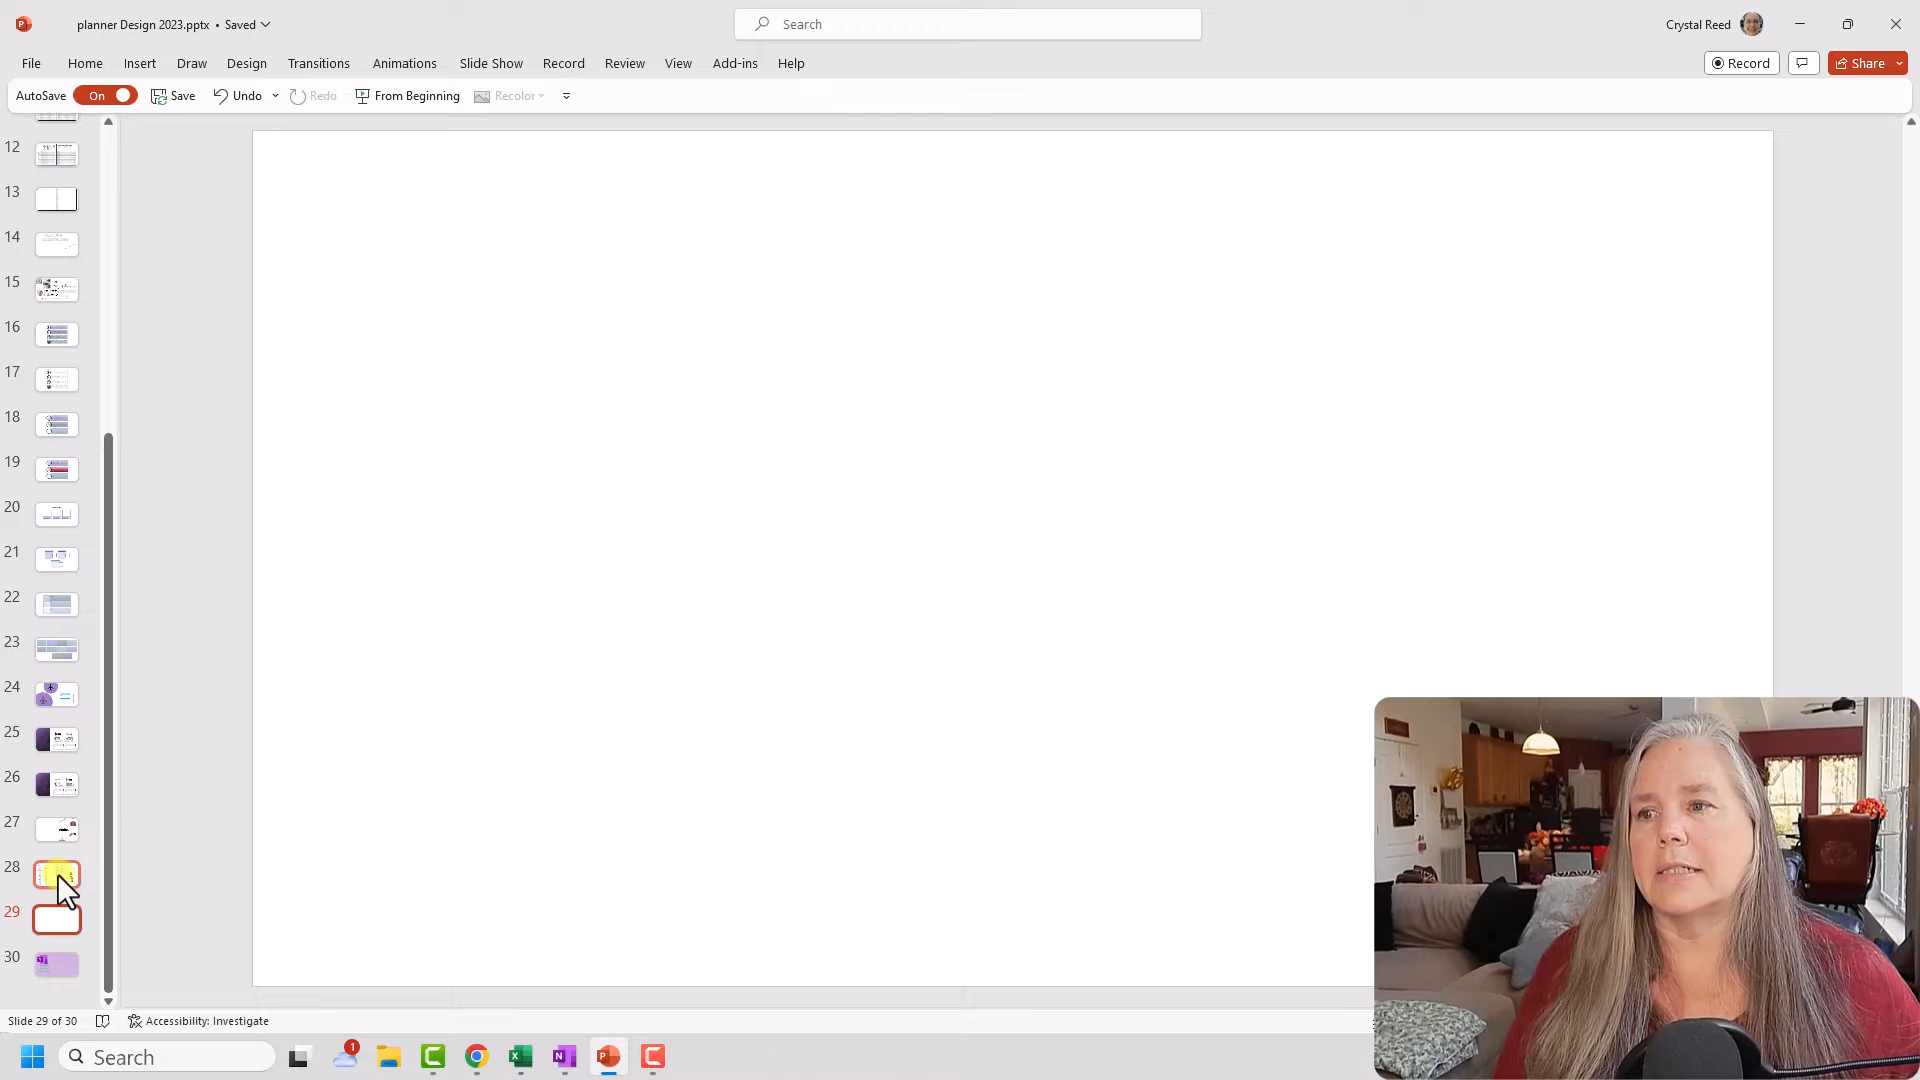 planner Design 2023.pptx • Saved
Search
Crystal Reed
File Home Insert Draw Design Transitions Animations Slide Show Record Review View Add-ins Help
Record
Share
AutoSave On Save Undo Redo From Beginning Recolor
12
13
14
15
16
17
18
19
20
21
22
23
24
25
26
27
28
29
30
Slide 29 of 30 Accessibility: Investigate
Search
1